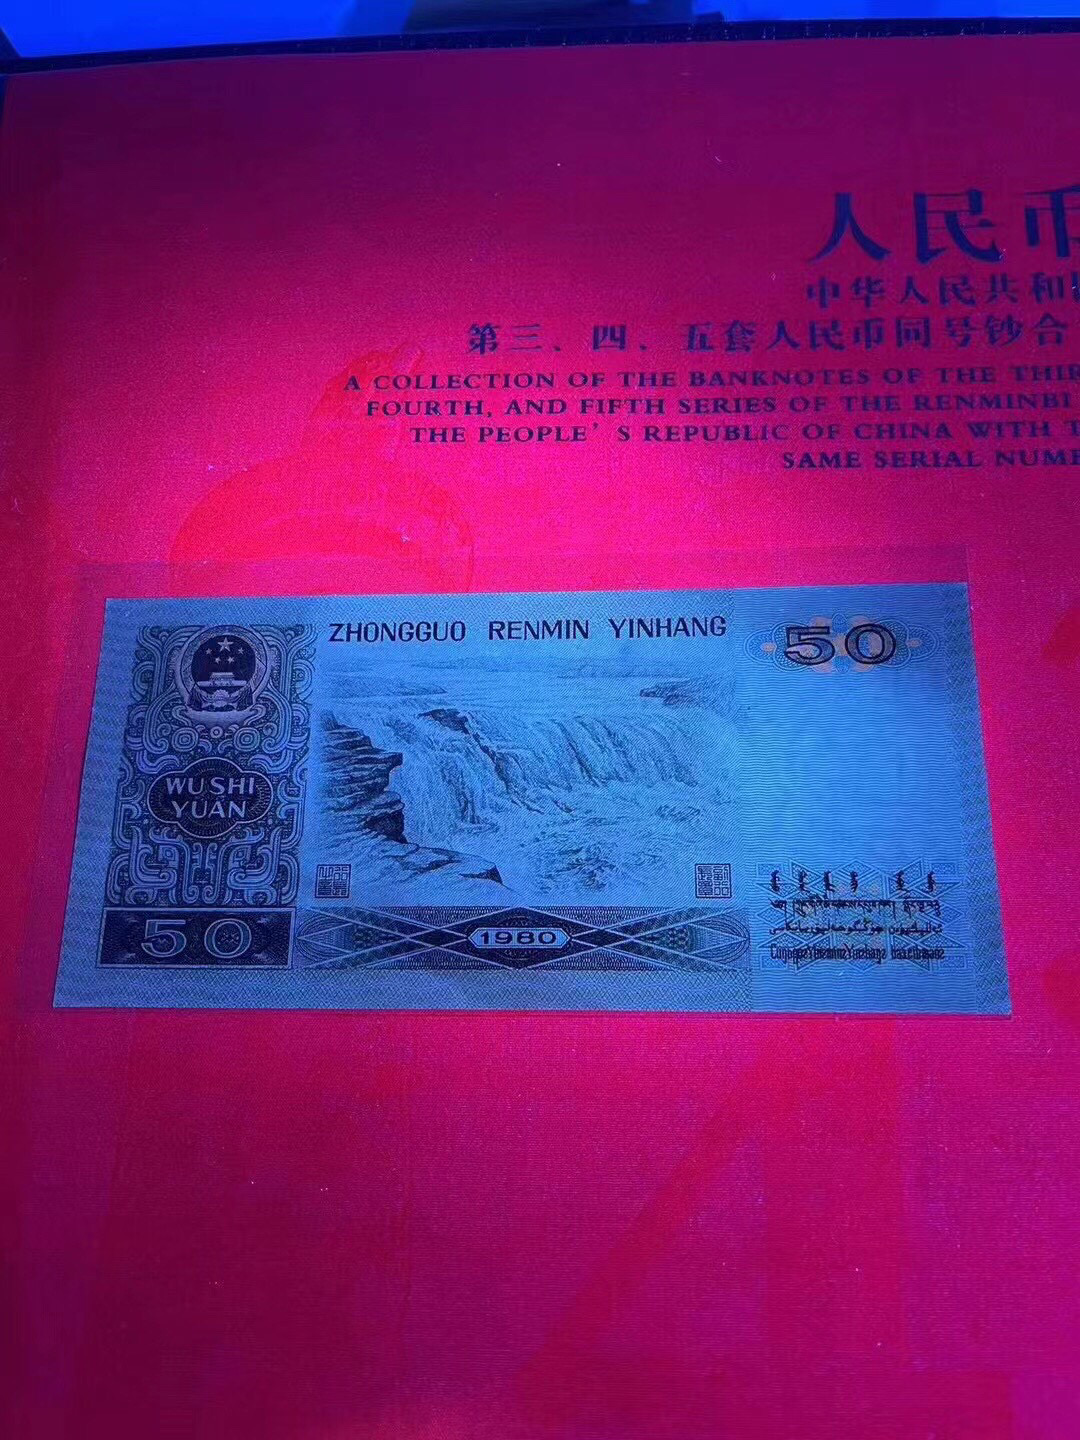 人民币
中华人民共和
第三、四、五套人民币同号钞合
A COLLECTION OF THE BANKNOTES OF THE THIR
FOURTH, AND FIFTH SERIES OF THE RENMINBI
THE PEOPLE'S REPUBLIC OF CHINA WITH T
SAME SERIAL NUMB
ZHONGGUO RENMIN YINHANG
50
WU SHI
YUAN
50
1980